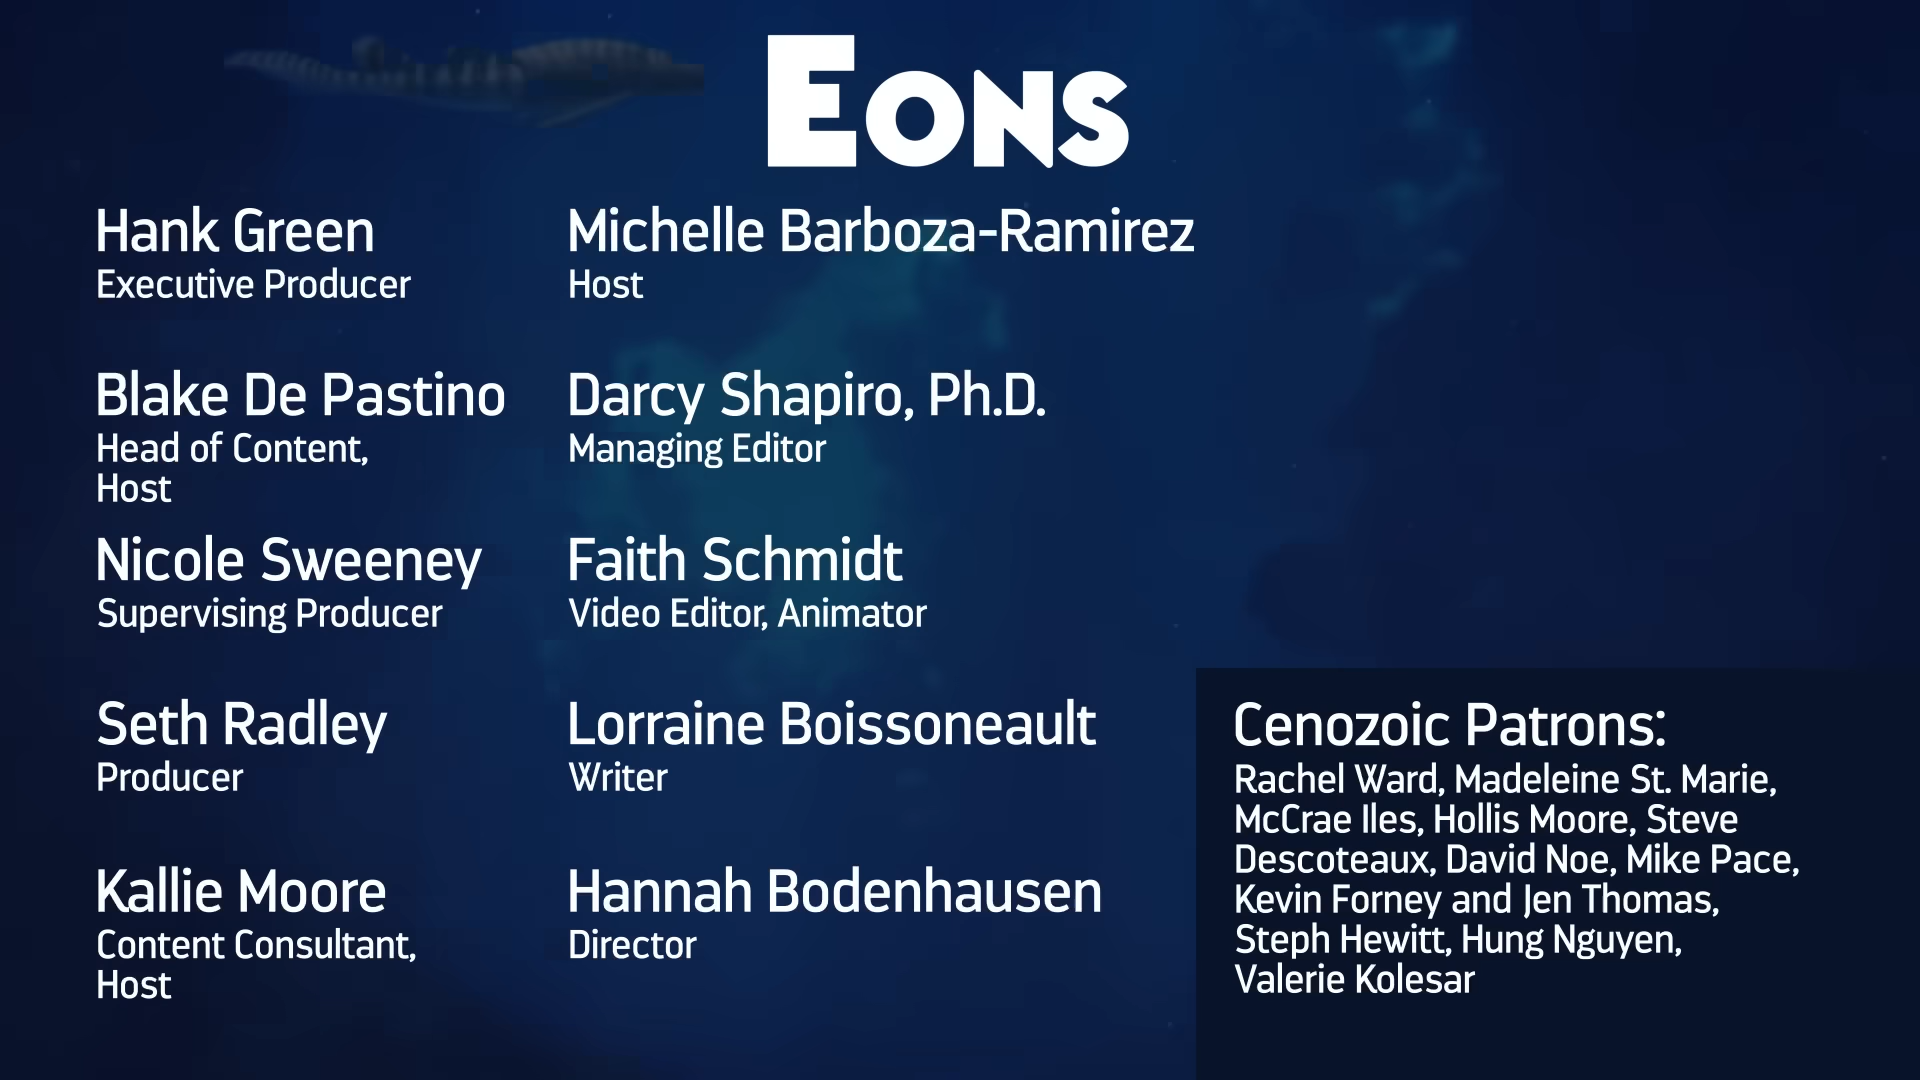 Eons
Hank Green
Executive Producer
Michelle Barboza-Ramirez
Host
Blake De Pastino
Head of Content,
Host
Darcy Shapiro, Ph.D.
Managing Editor
Nicole Sweeney
Supervising Producer
Faith Schmidt
Video Editor, Animator
Seth Radley
Producer
Lorraine Boissoneault
Writer
Kallie Moore
Content Consultant,
Host
Hannah Bodenhausen
Director
Cenozoic Patrons:
Rachel Ward, Madeleine St. Marie,
McCrae Iles, Hollis Moore, Steve
Descoteaux, David Noe, Mike Pace,
Kevin Forney and Jen Thomas,
Steph Hewitt, Hung Nguyen,
Valerie Kolesar